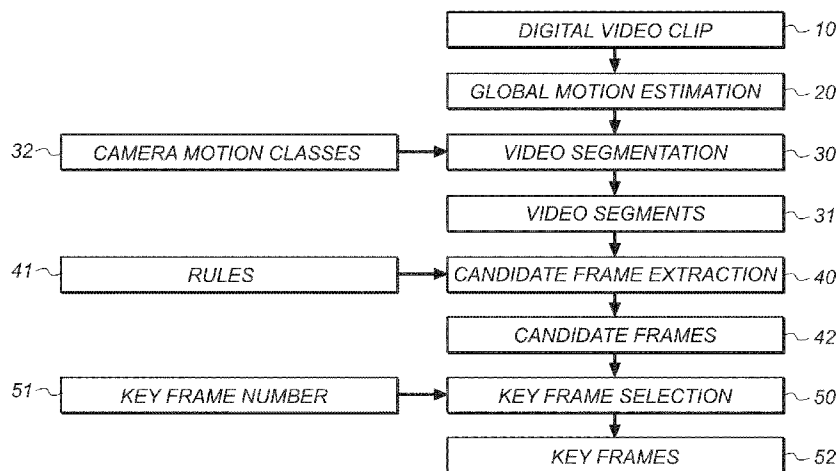 DIGITAL VIDEO CLIP 10
GLOBAL MOTION ESTIMATION 20
32 CAMERA MOTION CLASSES VIDEO SEGMENTATION 30
VIDEO SEGMENTS 31
41 RULES CANDIDATE FRAME EXTRACTION 40
CANDIDATE FRAMES 42
51 KEY FRAME NUMBER KEY FRAME SELECTION 50
KEY FRAMES 52